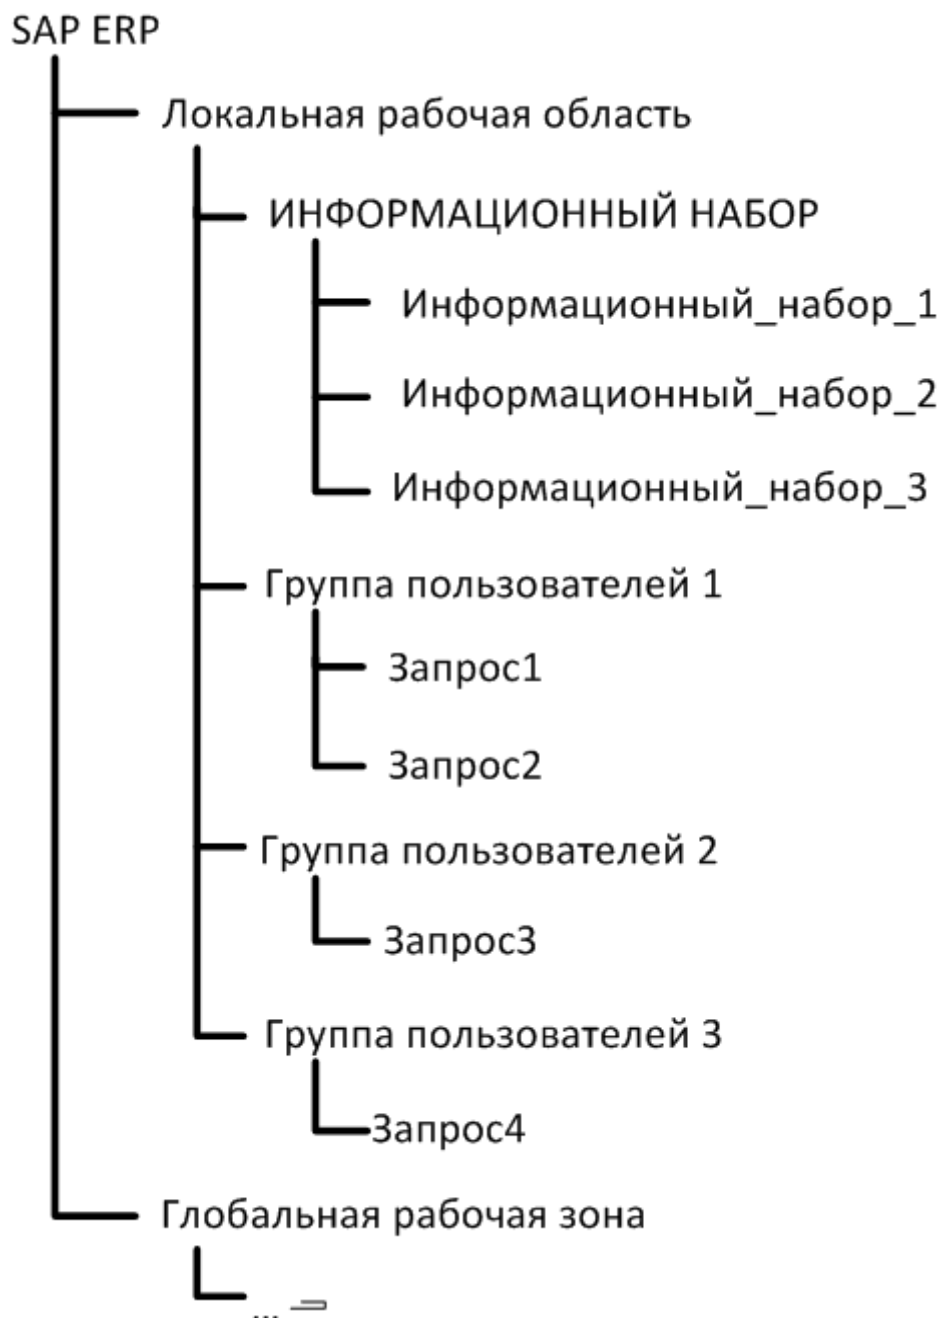 SAP ERP
Локальная рабочая область
ИНФОРМАЦИОННЫЙ НАБОР
Информационный_набор_1
Информационный_набор_2
Информационный_набор_3
Группа пользователей 1
Запрос1
Запрос2
Группа пользователей 2
Запрос3
Группа пользователей 3
Запрос4
Глобальная рабочая зона
...